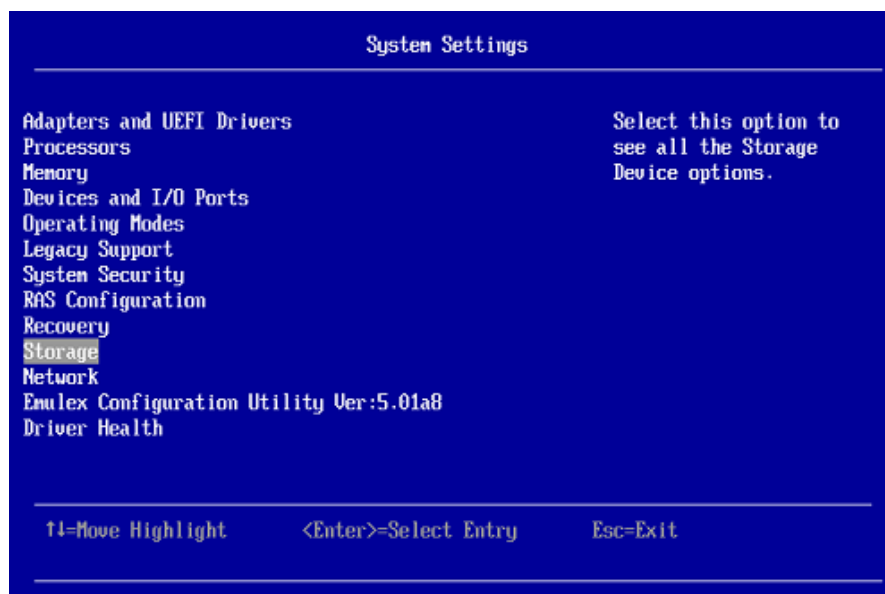 System Settings
Adapters and UEFI Drivers
Processors
Memory
Devices and I/O Ports
Operating Modes
Legacy Support
System Security
RAS Configuration
Recovery
Storage
Network
Emulex Configuration Utility Ver:5.01a8
Driver Health
Select this option to
see all the Storage
Device options.
↑↓=Move Highlight <Enter>=Select Entry Esc=Exit